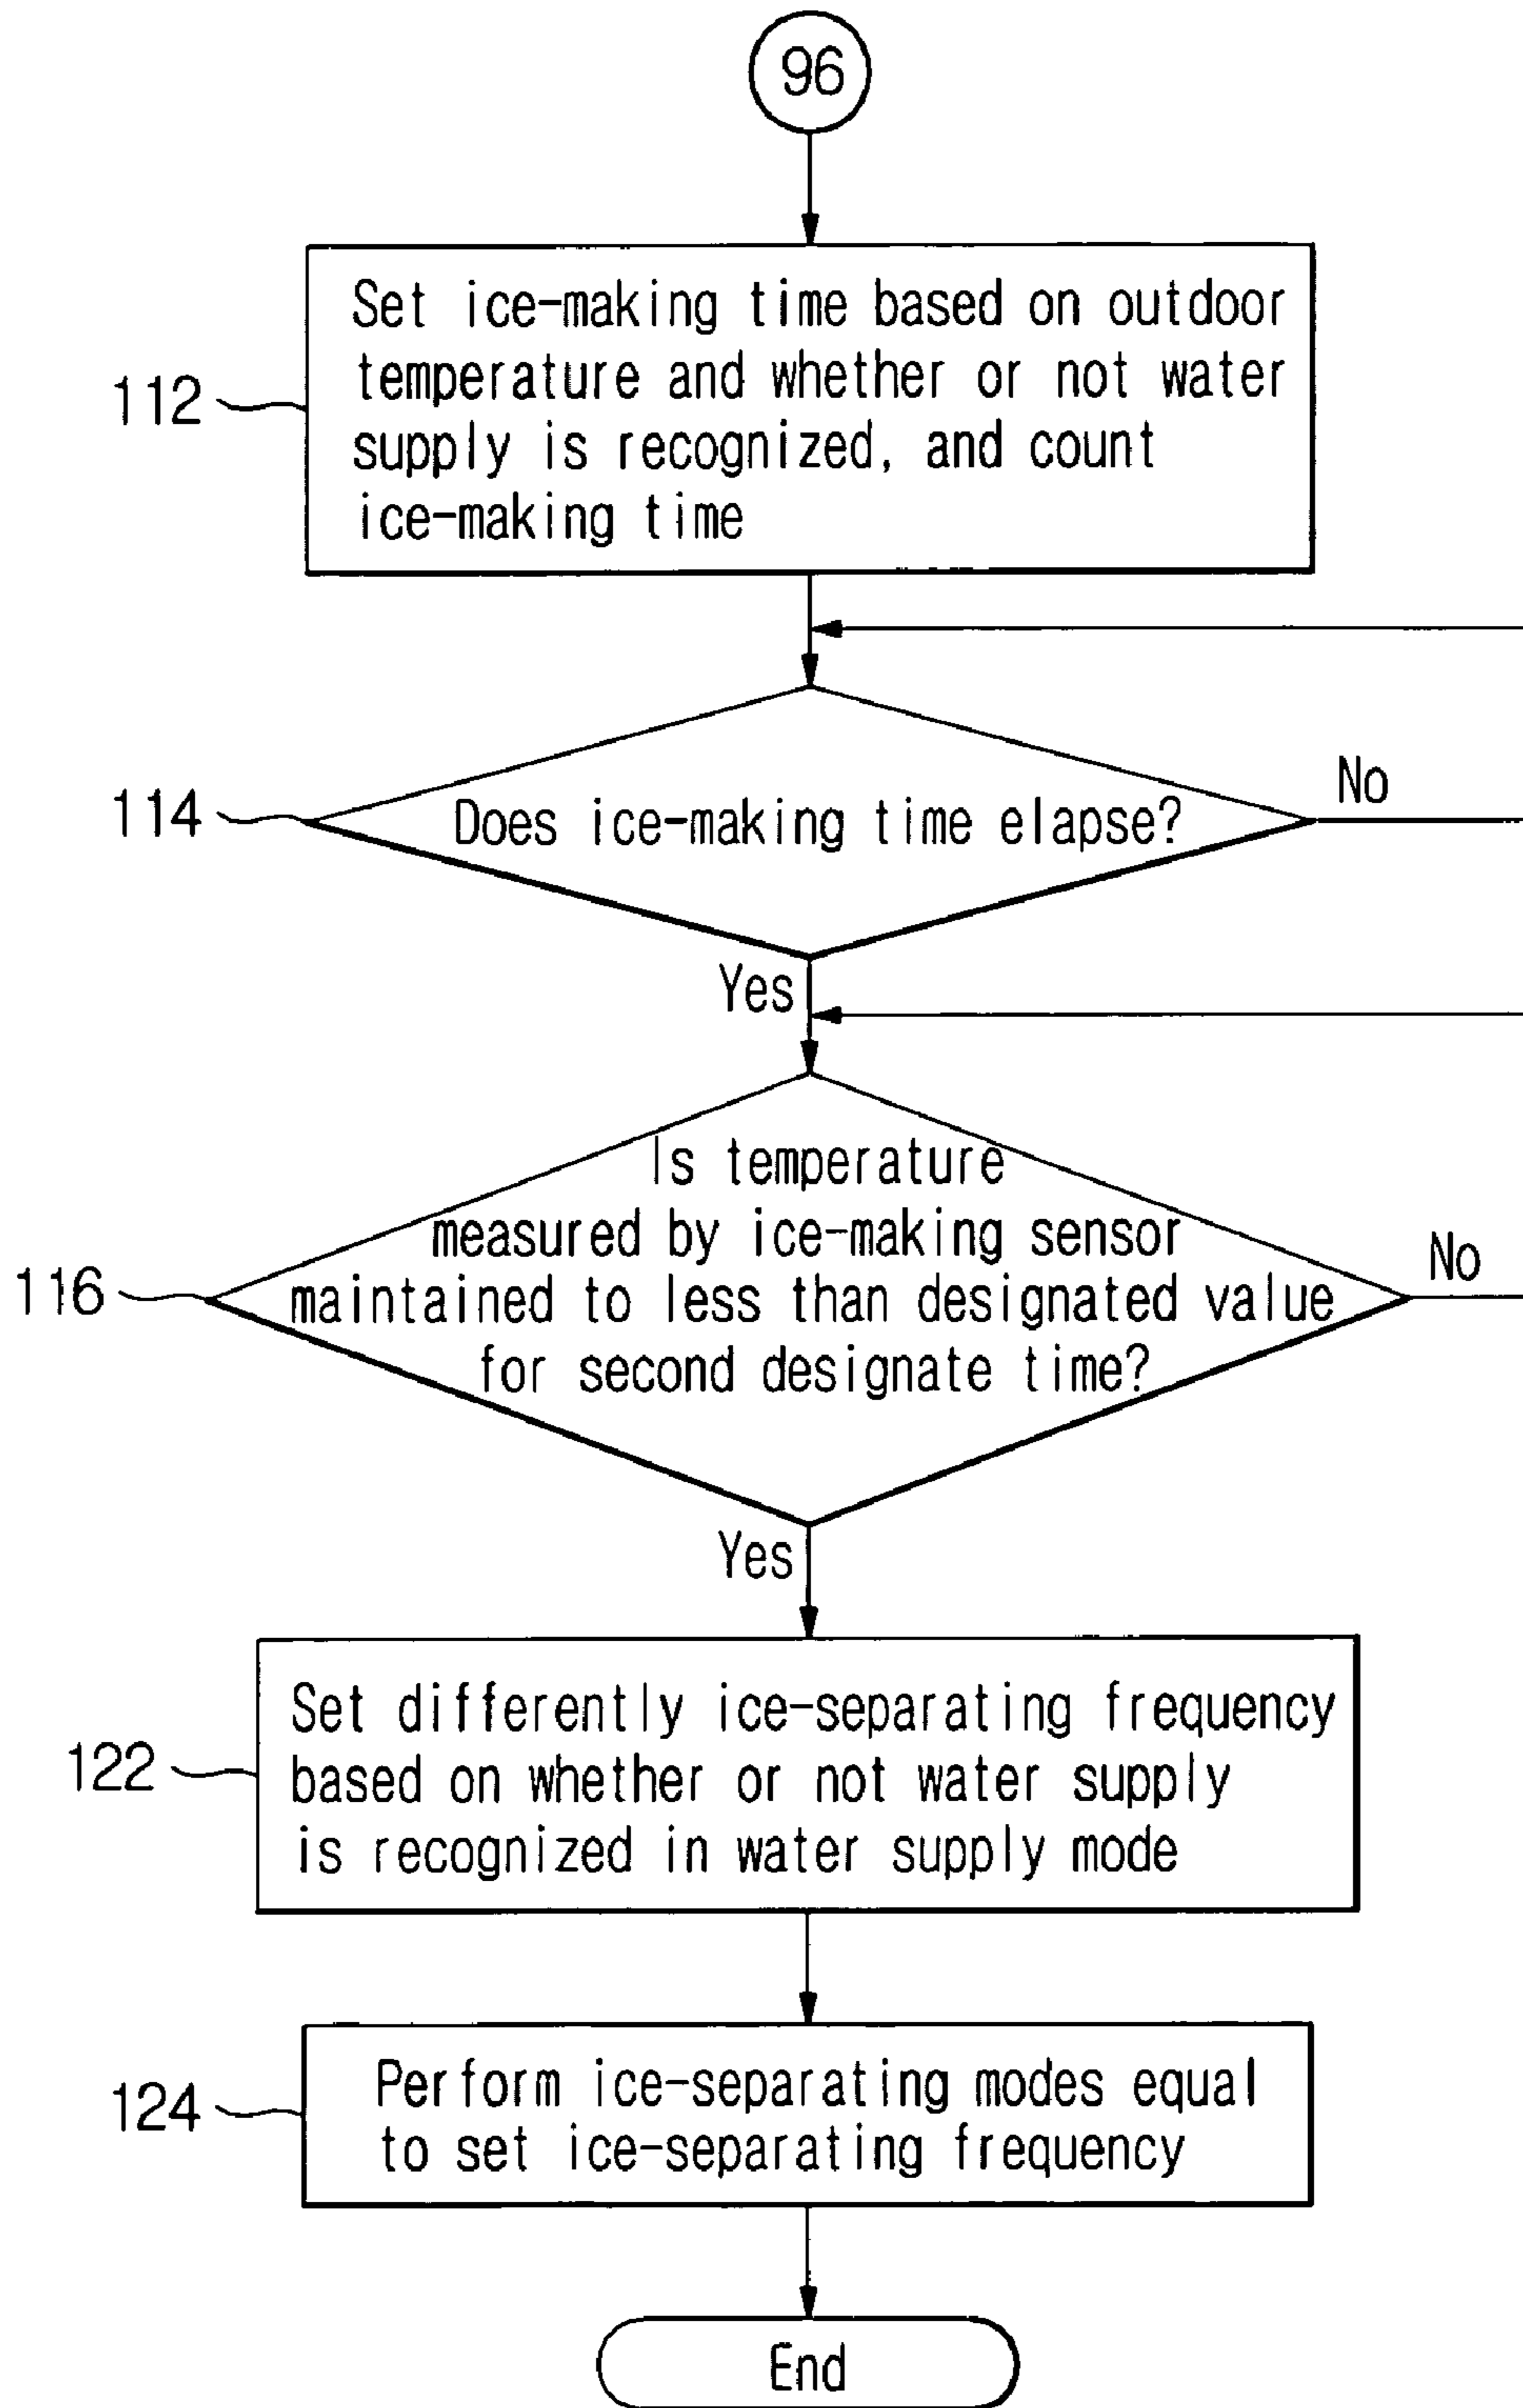 96
112
Set ice-making time based on outdoor
temperature and whether or not water
supply is recognized, and count
ice-making time
114
Does ice-making time elapse?
No
Yes
116
Is temperature
measured by ice-making sensor
maintained to less than designated value
for second designate time?
No
Yes
122
Set differently ice-separating frequency
based on whether or not water supply
is recognized in water supply mode
124
Perform ice-separating modes equal
to set ice-separating frequency
End